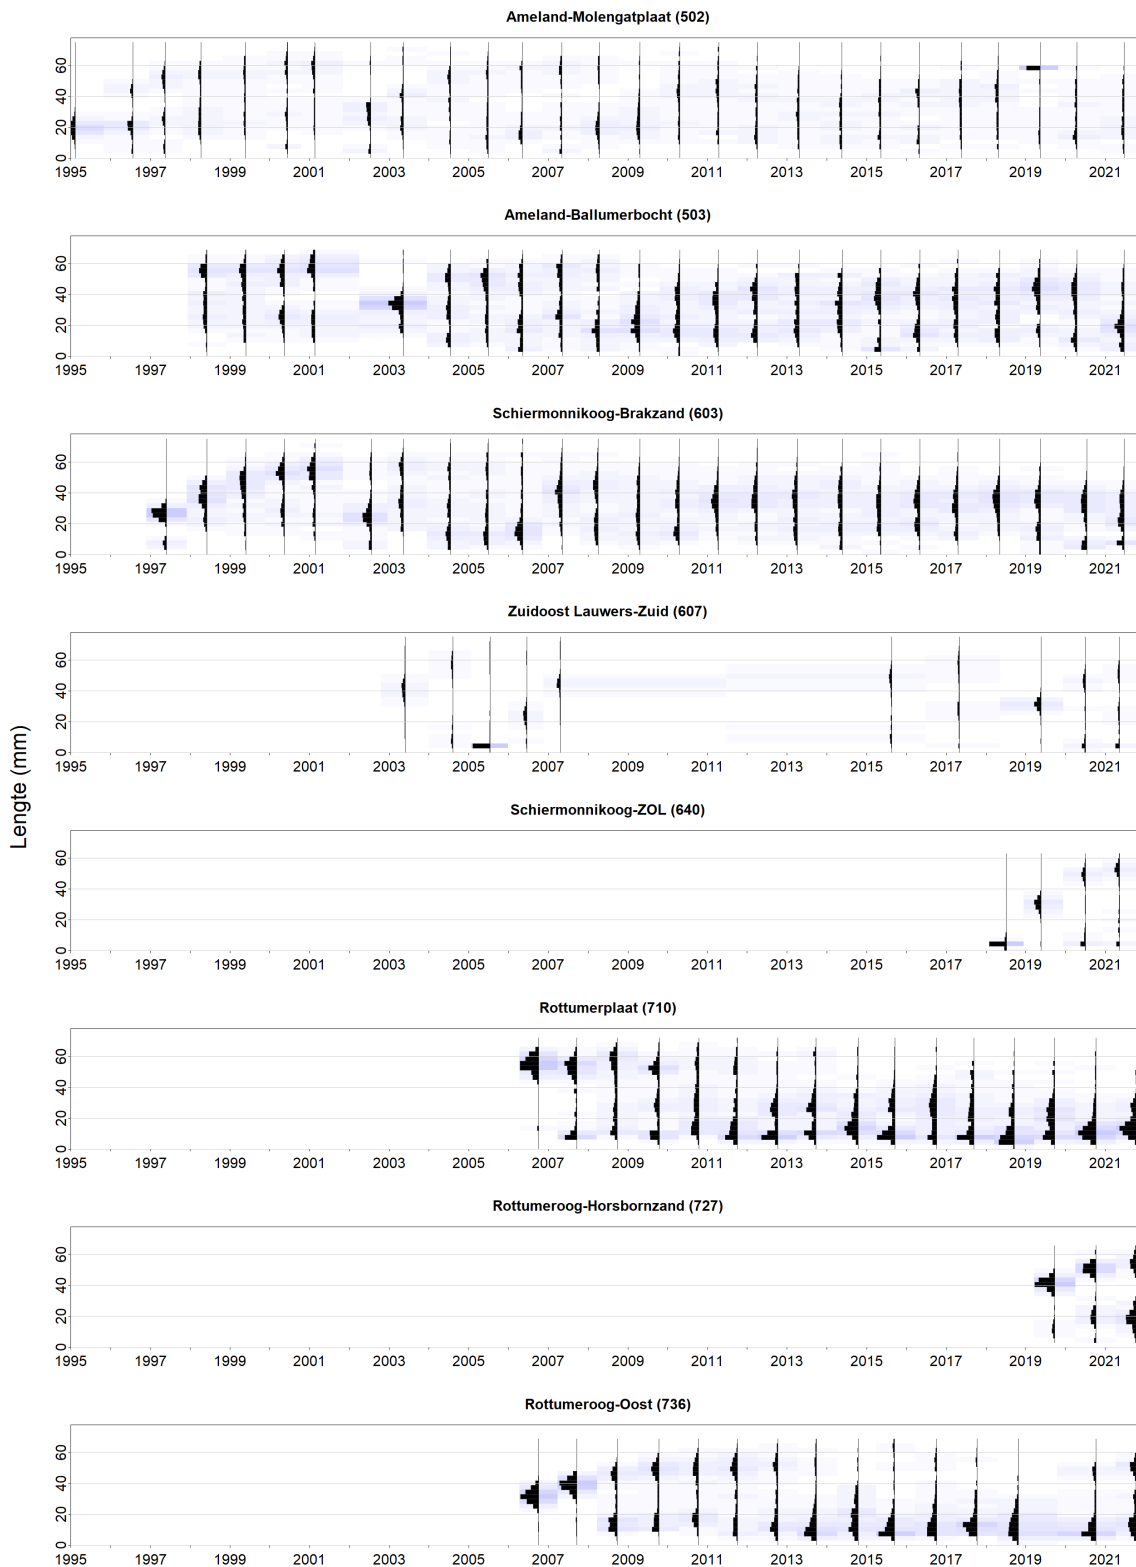 Ameland-Molengatplaat (502)
0 20 40 60
1995 1997 1999 2001 2003 2005 2007 2009 2011 2013 2015 2017 2019 2021
Ameland-Ballumerbocht (503)
0 20 40 60
1995 1997 1999 2001 2003 2005 2007 2009 2011 2013 2015 2017 2019 2021
Schiermonnikoog-Brakzand (603)
0 20 40 60
1995 1997 1999 2001 2003 2005 2007 2009 2011 2013 2015 2017 2019 2021
Zuidoost Lauwers-Zuid (607)
0 20 40 60
1995 1997 1999 2001 2003 2005 2007 2009 2011 2013 2015 2017 2019 2021
Lengte (mm)
Schiermonnikoog-ZOL (640)
0 20 40 60
1995 1997 1999 2001 2003 2005 2007 2009 2011 2013 2015 2017 2019 2021
Rottumerplaat (710)
0 20 40 60
1995 1997 1999 2001 2003 2005 2007 2009 2011 2013 2015 2017 2019 2021
Rottumeroog-Horsbornzand (727)
0 20 40 60
1995 1997 1999 2001 2003 2005 2007 2009 2011 2013 2015 2017 2019 2021
Rottumeroog-Oost (736)
0 20 40 60
1995 1997 1999 2001 2003 2005 2007 2009 2011 2013 2015 2017 2019 2021